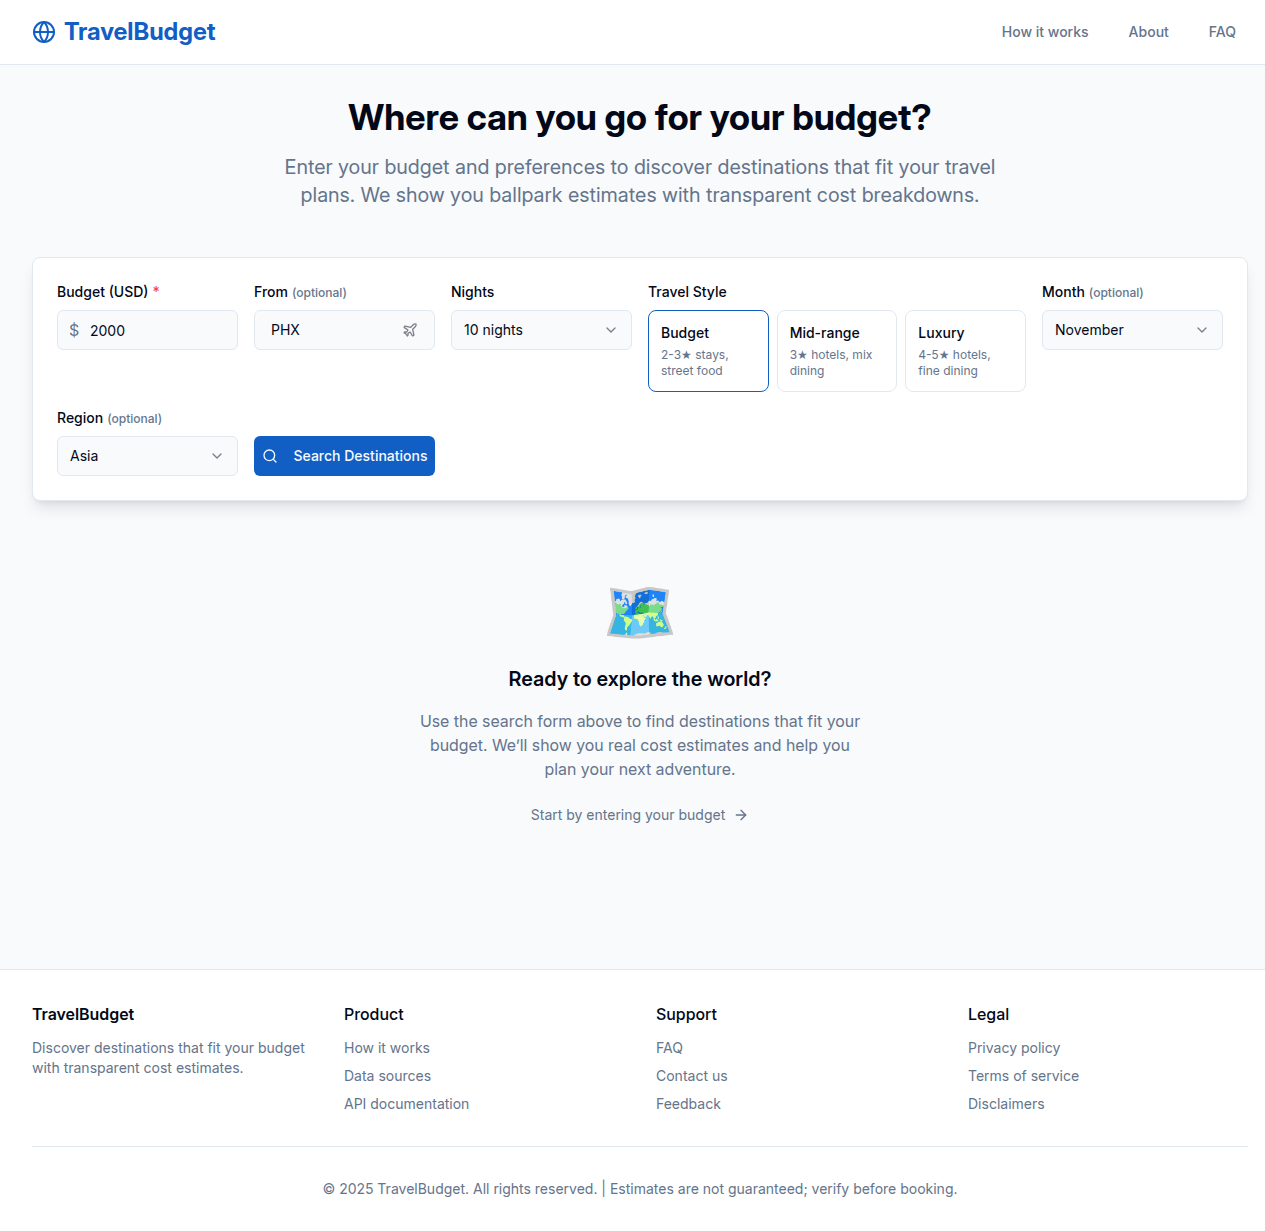 TravelBudget
How it works
About
FAQ
Where can you go for your budget?
Enter your budget and preferences to discover destinations that fit your travel
plans. We show you ballpark estimates with transparent cost breakdowns.
Budget (USD) *
$ 2000
From (optional)
PHX
Nights
10 nights
Travel Style
Budget
2-3★ stays,
street food
Mid-range
3★ hotels, mix
dining
Luxury
4-5★ hotels,
fine dining
Month (optional)
November
Region (optional)
Asia
Search Destinations
Ready to explore the world?
Use the search form above to find destinations that fit your
budget. We'll show you real cost estimates and help you
plan your next adventure.
Start by entering your budget →
TravelBudget
Discover destinations that fit your budget
with transparent cost estimates.
Product
How it works
Data sources
API documentation
Support
FAQ
Contact us
Feedback
Legal
Privacy policy
Terms of service
Disclaimers
© 2025 TravelBudget. All rights reserved. | Estimates are not guaranteed; verify before booking.